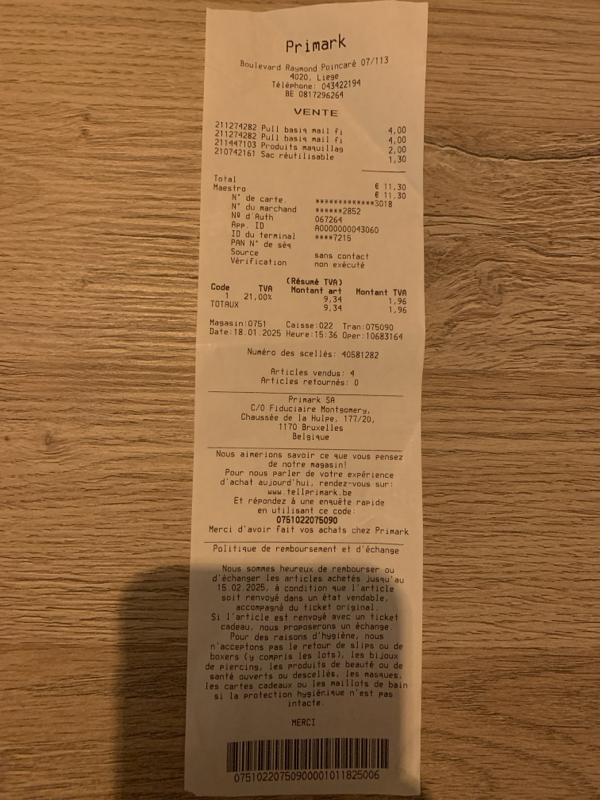 Primark
Boulevard Raymond Poincaré 07/113
4020, Liege
Téléphone: 043422194
BE 0817296264
VENTE
211274282 Pull basiq mail fi 4,00
211274282 Pull basiq mail fi 4,00
211447103 Produits maquillag 2,00
210742161 Sac réutilisable 1,30
Total € 11,30
Maestro € 11,30
N° de carte *************3018
N° du marchand ******2852
Nº d'Auth 067264
App. ID A0000000043060
ID du terminal ****7215
PAN N° de séq
Source sans contact
Vérification non exécuté
(Résumé TVA)
Code TVA Montant art Montant TVA
1 21,00% 9,34 1,96
TOTAUX 9,34 1,96
Magasin:0751 Caisse:022 Tran:075090
Date:18.01.2025 Heure:15:36 Oper:10683164
Numéro des scellés: 40581282
Articles vendus: 4
Articles retournés: 0
Primark SA
C/O Fiduciaire Montgomery,
Chaussée de la Hulpe, 177/20,
1170 Bruxelles
Belgique
Nous aimerions savoir ce que vous pensez
de notre magasin!
Pour nous parler de votre expérience
d'achat aujourd'hui, rendez-vous sur:
www.tellprimark.be
Et répondez à une enquête rapide
en utilisant ce code:
0751022075090
Merci d'avoir fait vos achats chez Primark
Politique de remboursement et d'échange
Nous sommes heureux de rembourser ou
d'échanger les articles achetés jusqu'au
15.02.2025, à condition que l'article
soit renvoyé dans un état vendable,
accompagné du ticket original.
Si l'article est renvoyé avec un ticket
cadeau, nous proposerons un échange.
Pour des raisons d'hygiène, nous
n'acceptons pas le retour de slips ou de
boxers (y compris les lots), les bijoux
de piercing, les produits de beauté ou de
santé ouverts ou descellés, les masques,
les cartes cadeaux ou les maillots de bain
si la protection hygiénique n'est pas
intacte.
MERCI
07510220750900001011825006